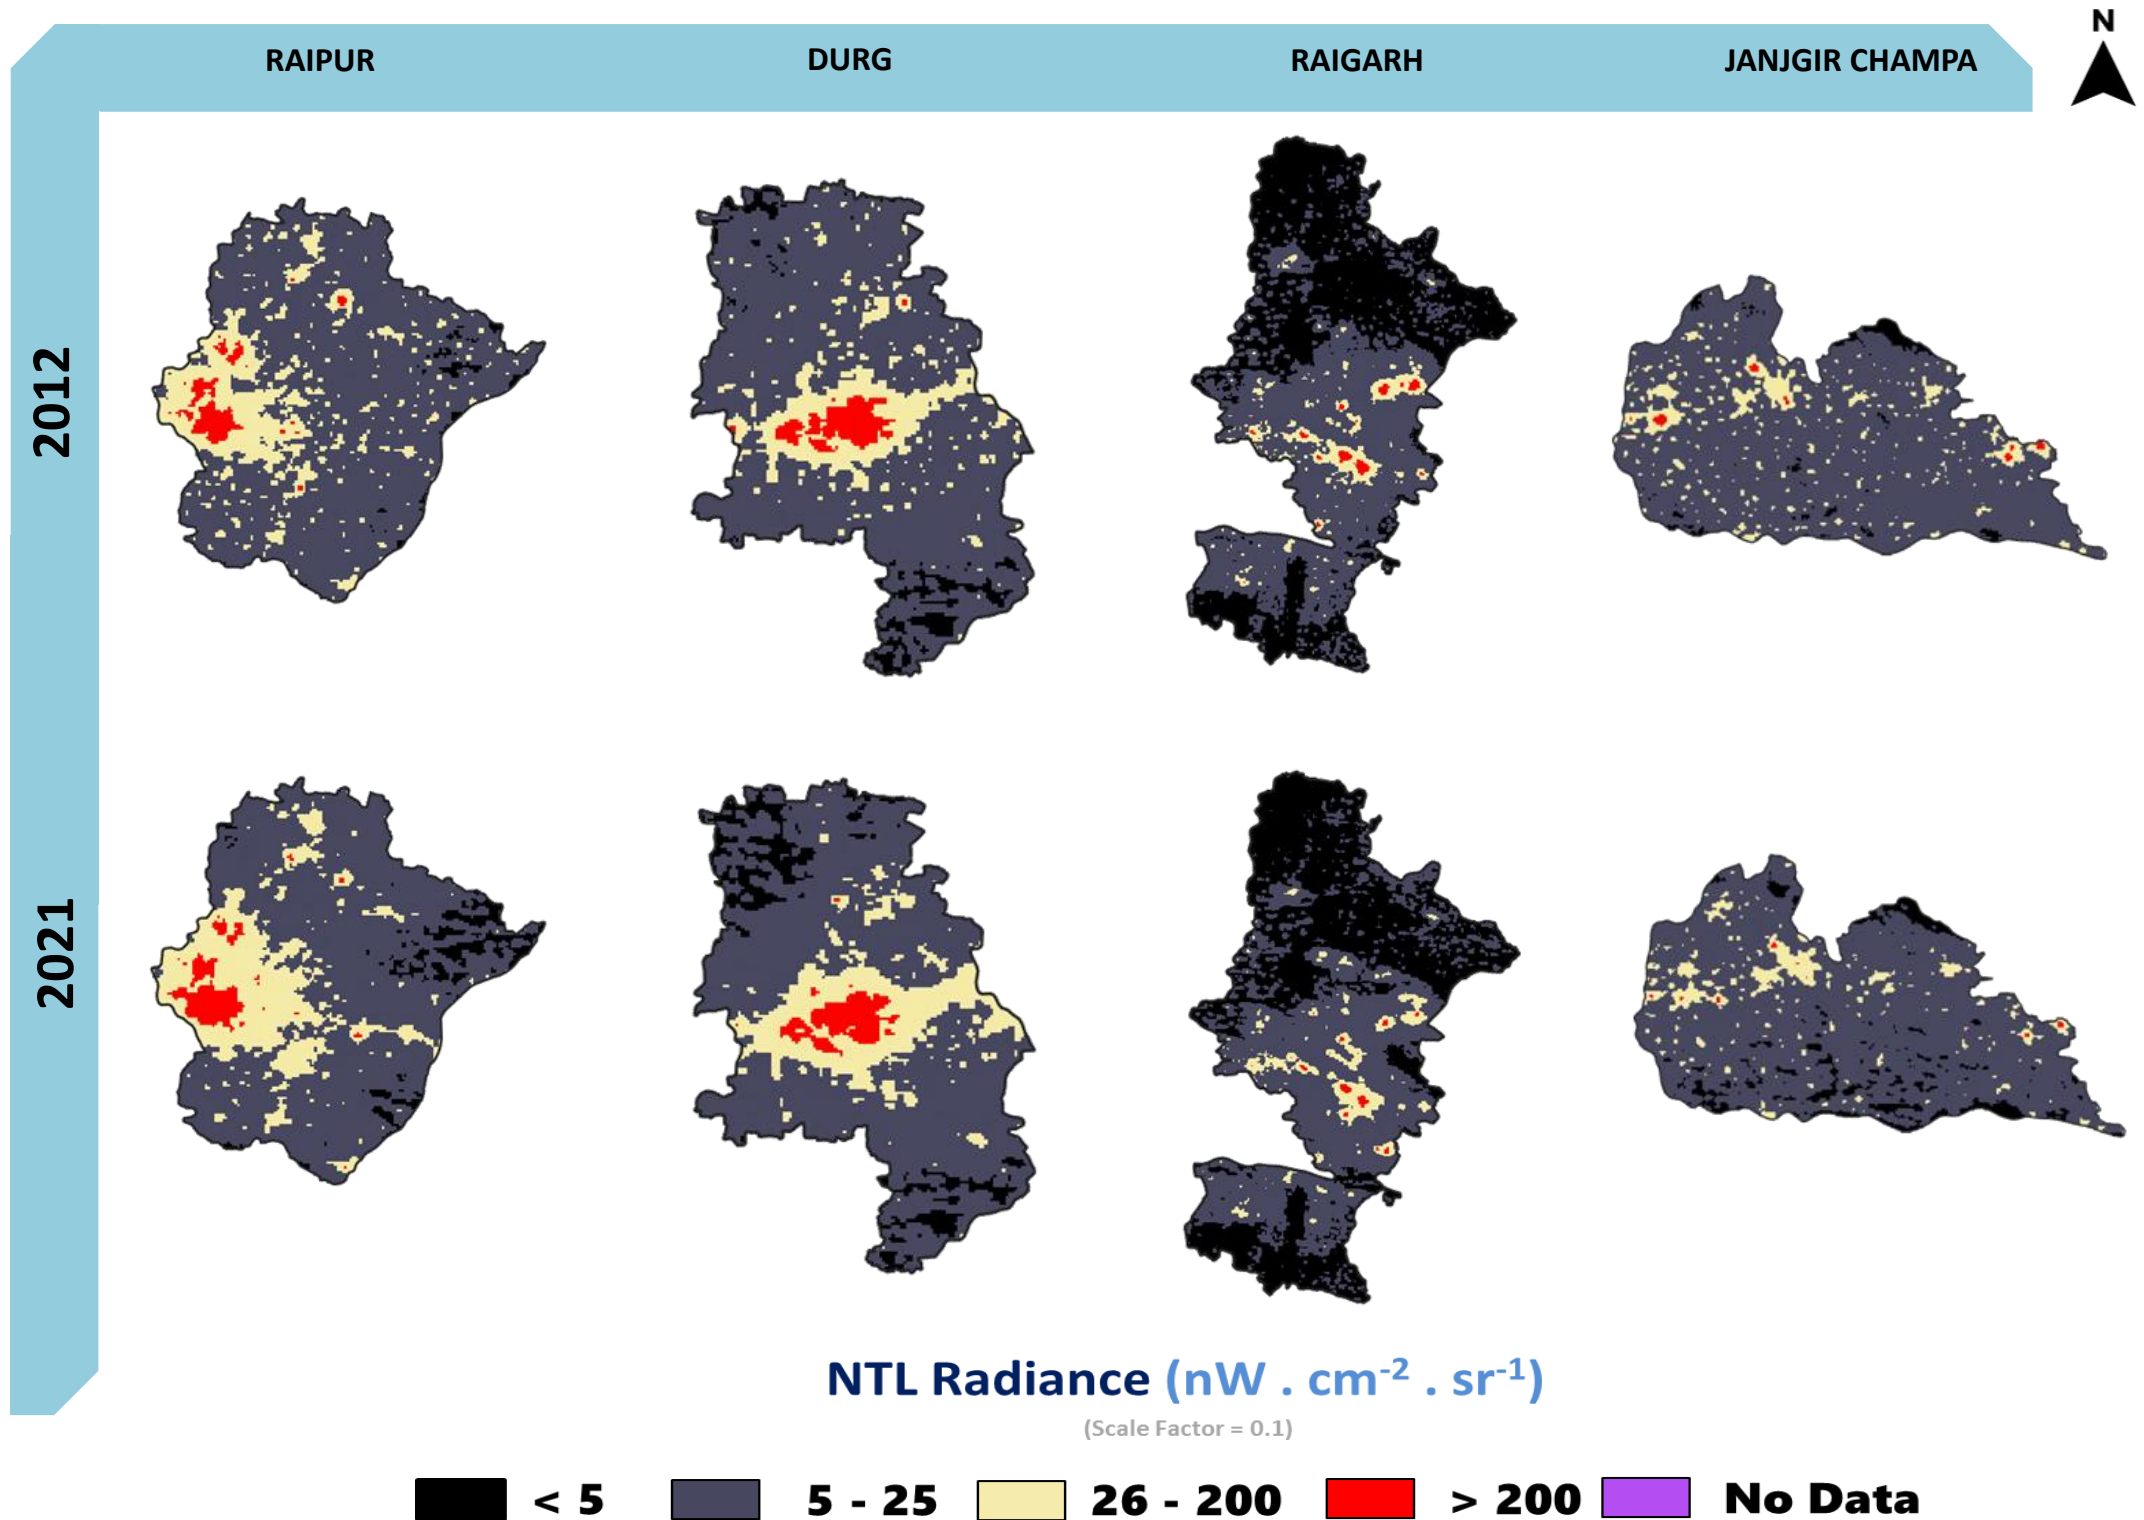 N
RAIPUR DURG RAIGARH JANJGIR CHAMPA
2012
2021
NTL Radiance (nW . cm⁻² . sr⁻¹)
(Scale Factor = 0.1)
< 5 5 - 25 26 - 200 > 200 No Data